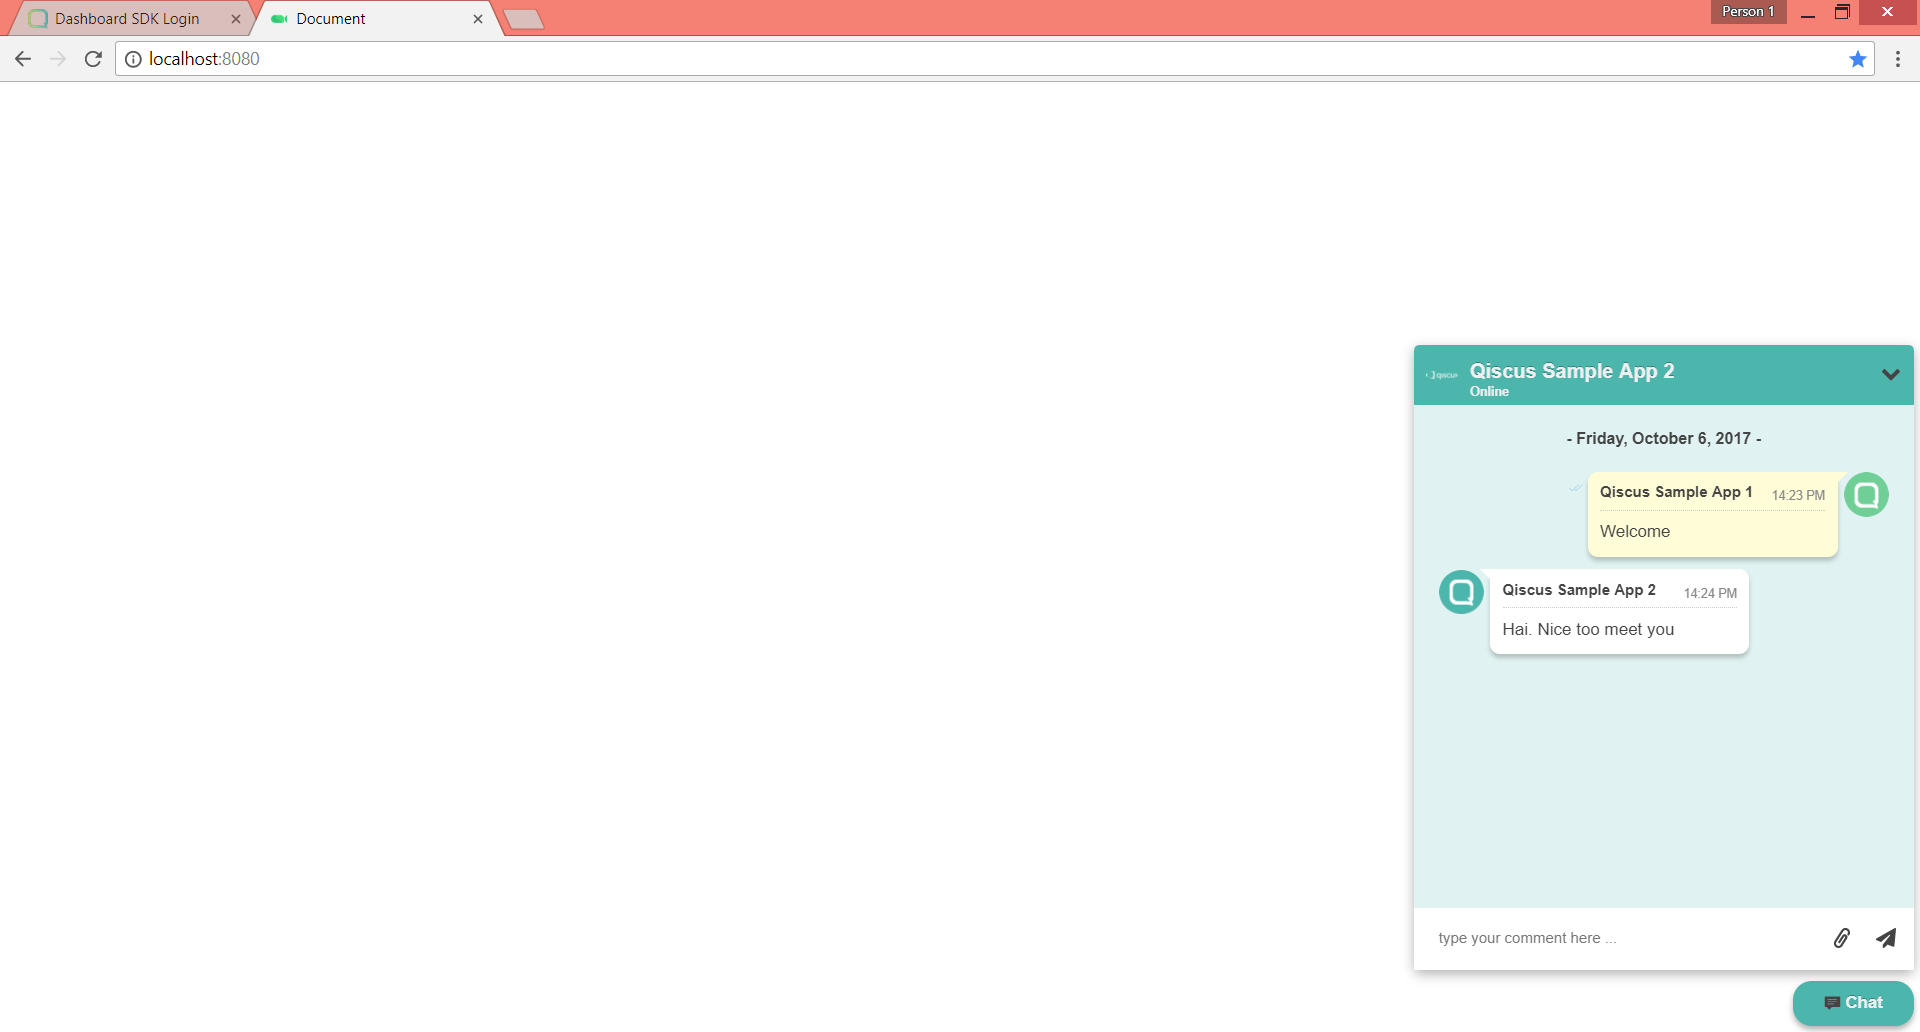 Dashboard SDK Login
Document
Person 1
localhost:8080
qiscus
Qiscus Sample App 2
Online
- Friday, October 6, 2017 -
Qiscus Sample App 1 14:23 PM
Welcome
Qiscus Sample App 2 14:24 PM
Hai. Nice too meet you
type your comment here ...
Chat